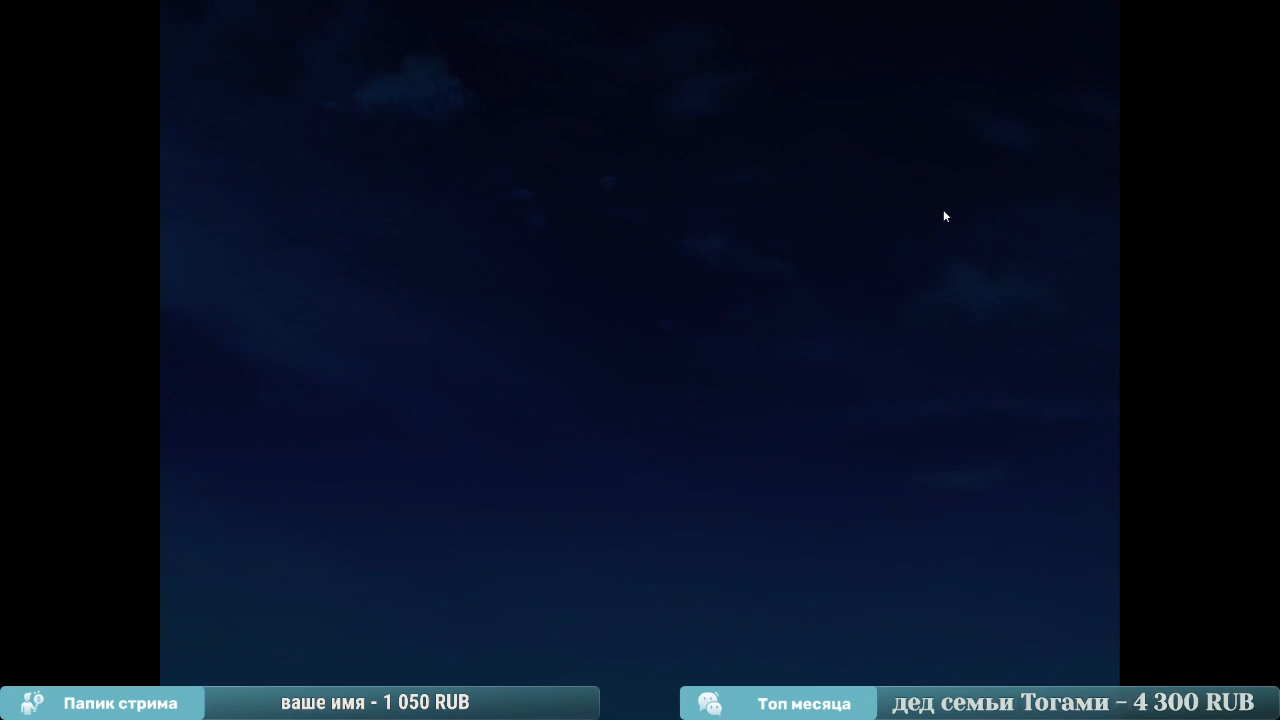 Папик стрима
ваше имя - 1 050 RUB
Топ месяца
дед семьи Тогами - 4 300 RUB